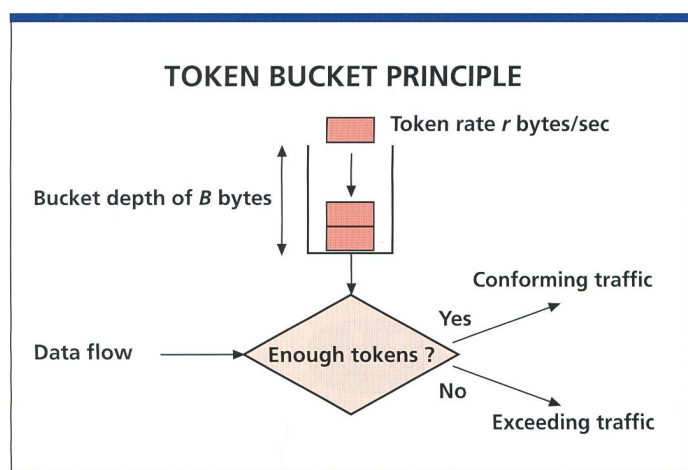 TOKEN BUCKET PRINCIPLE
Token rate r bytes/sec
Bucket depth of B bytes
Conforming traffic
Yes
Data flow
Enough tokens ?
No
Exceeding traffic